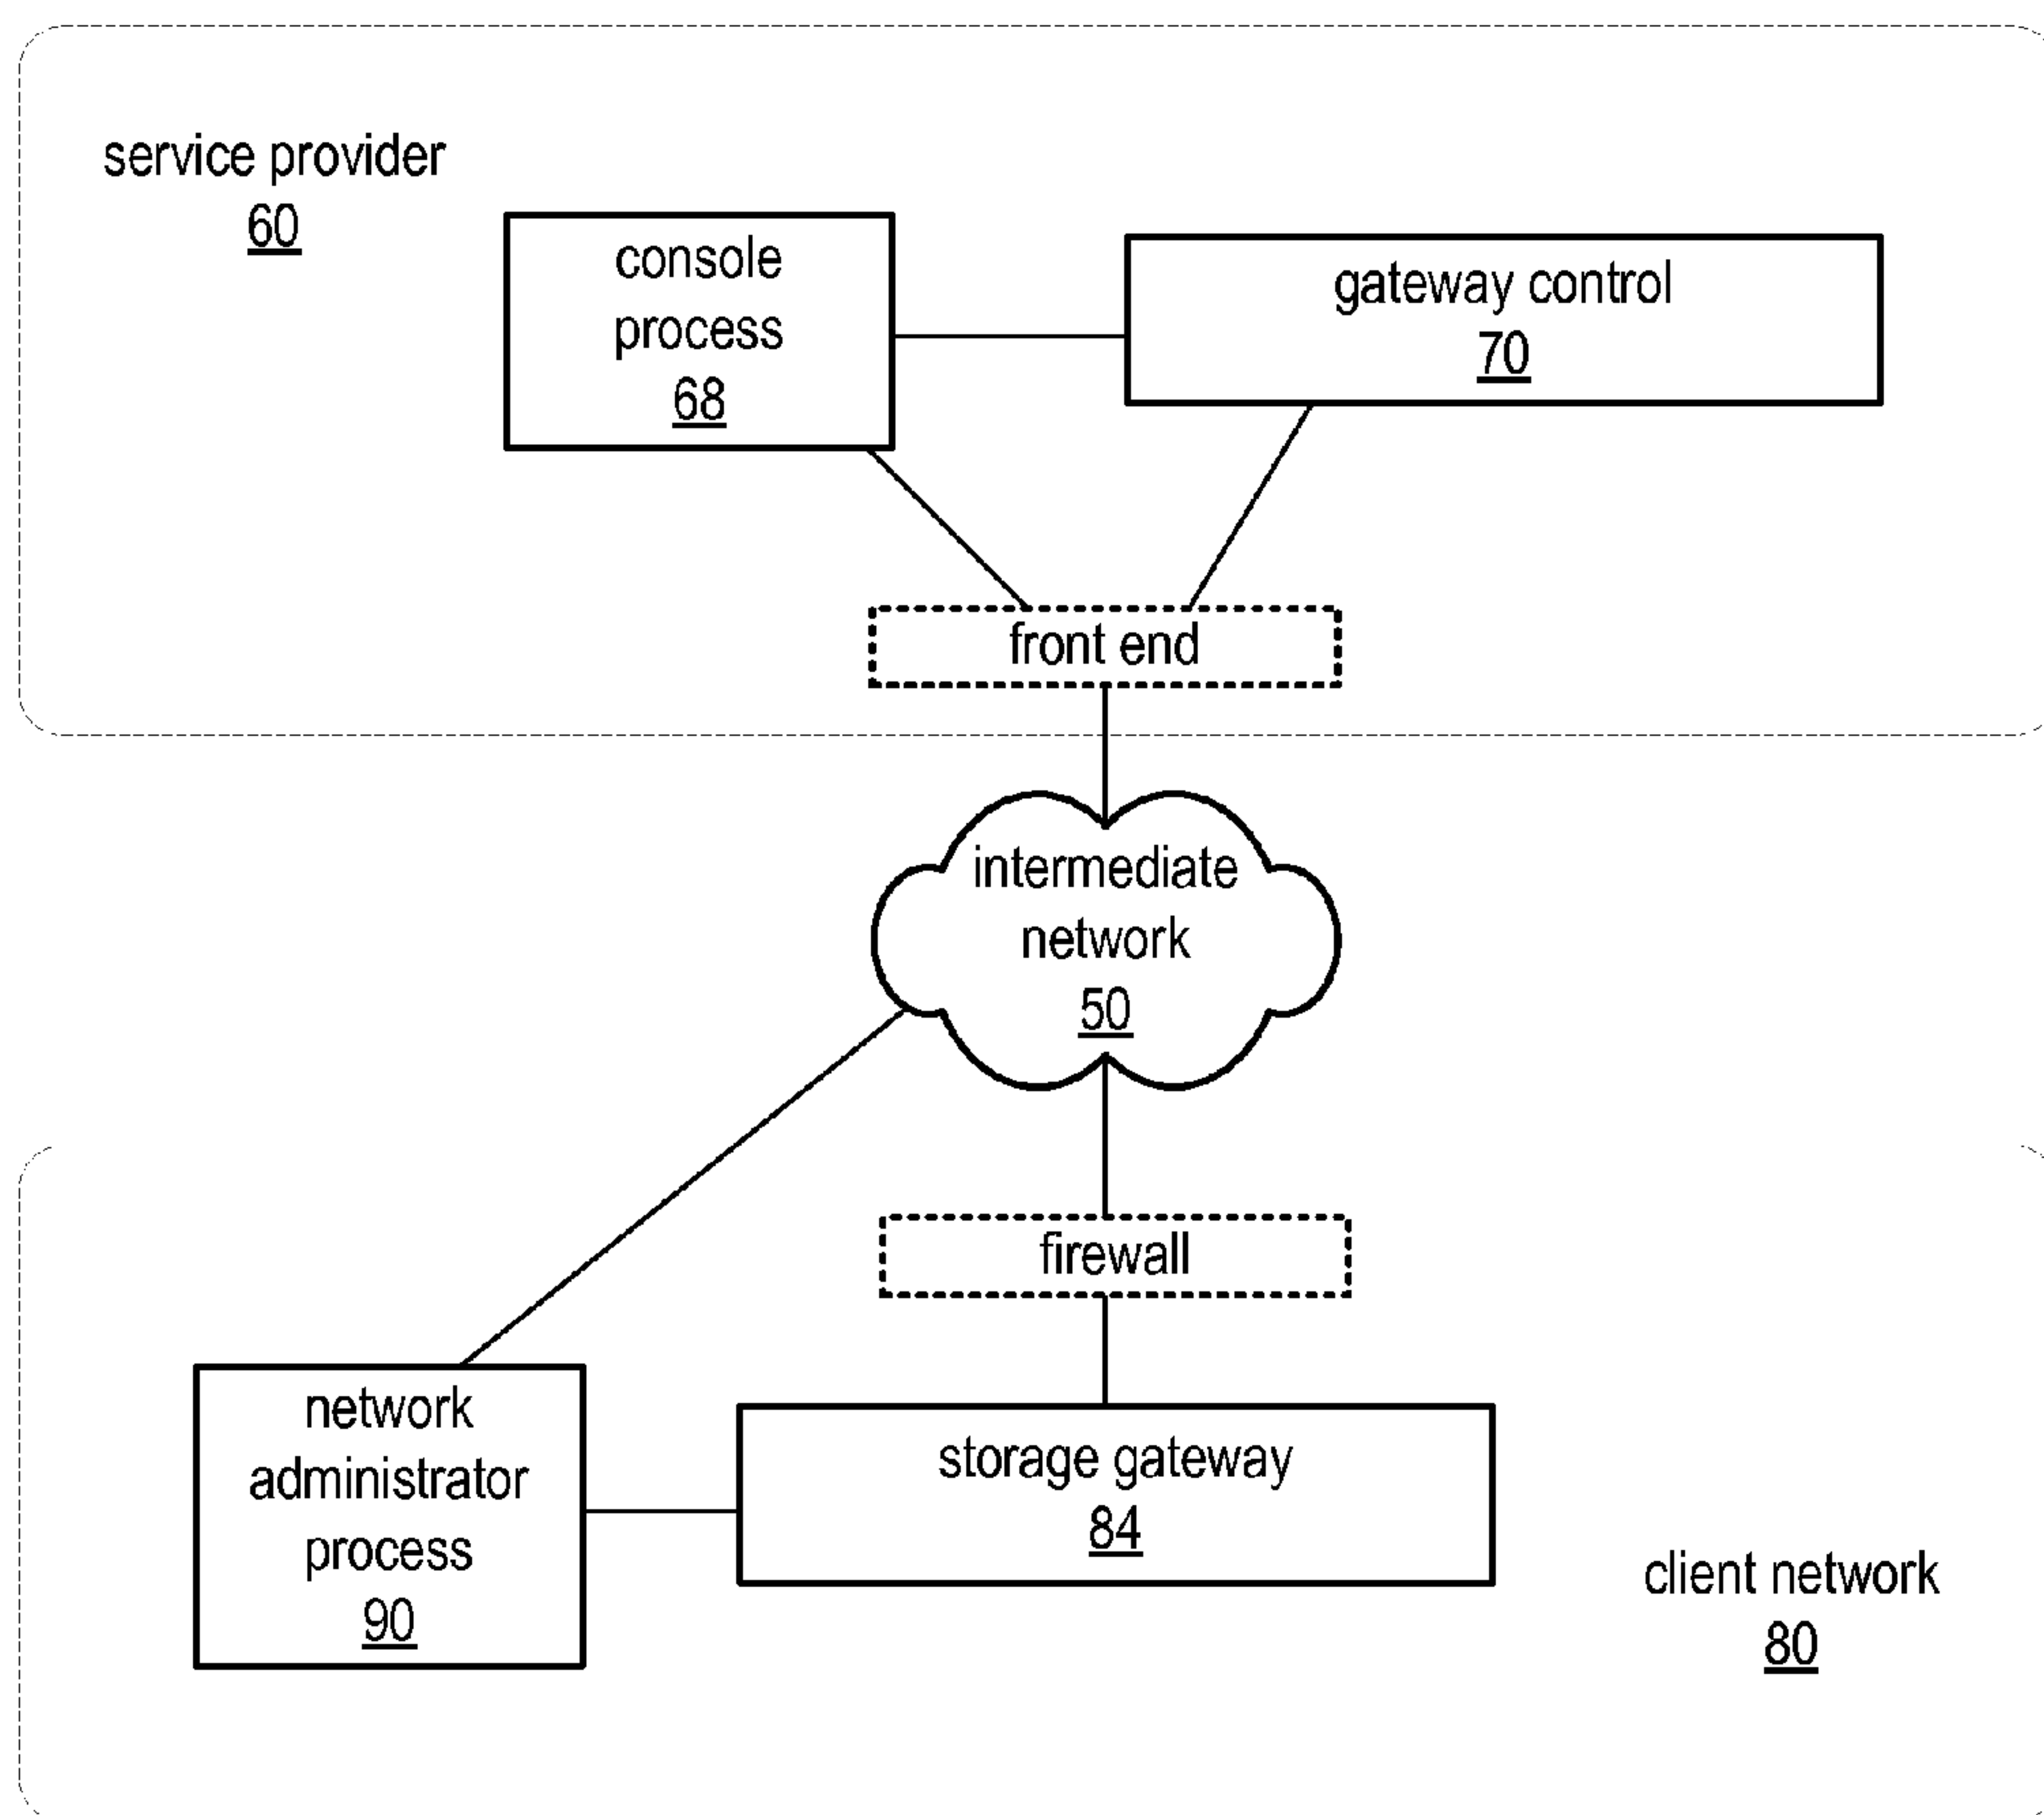 service provider
60
console
process
68
gateway control
70
front end
intermediate
network
50
firewall
network
administrator
process
90
storage gateway
84
client network
80